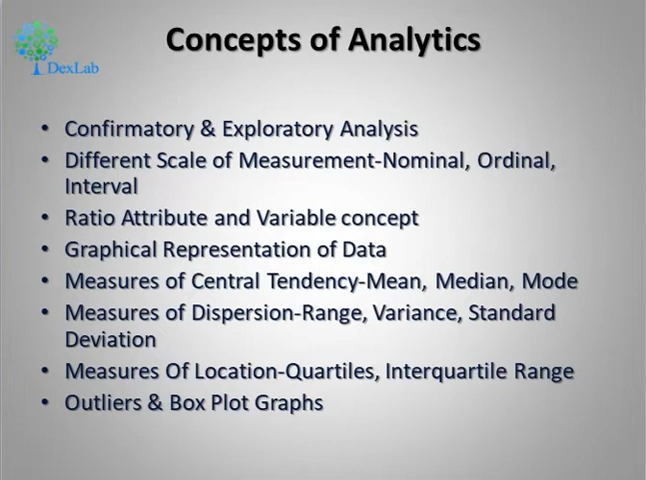 Concepts of Analytics
DexLab
• Confirmatory & Exploratory Analysis
• Different Scale of Measurement-Nominal, Ordinal,
Interval
• Ratio Attribute and Variable concept
• Graphical Representation of Data
• Measures of Central Tendency-Mean, Median, Mode
• Measures of Dispersion-Range, Variance, Standard
Deviation
• Measures Of Location-Quartiles, Interquartile Range
• Outliers & Box Plot Graphs